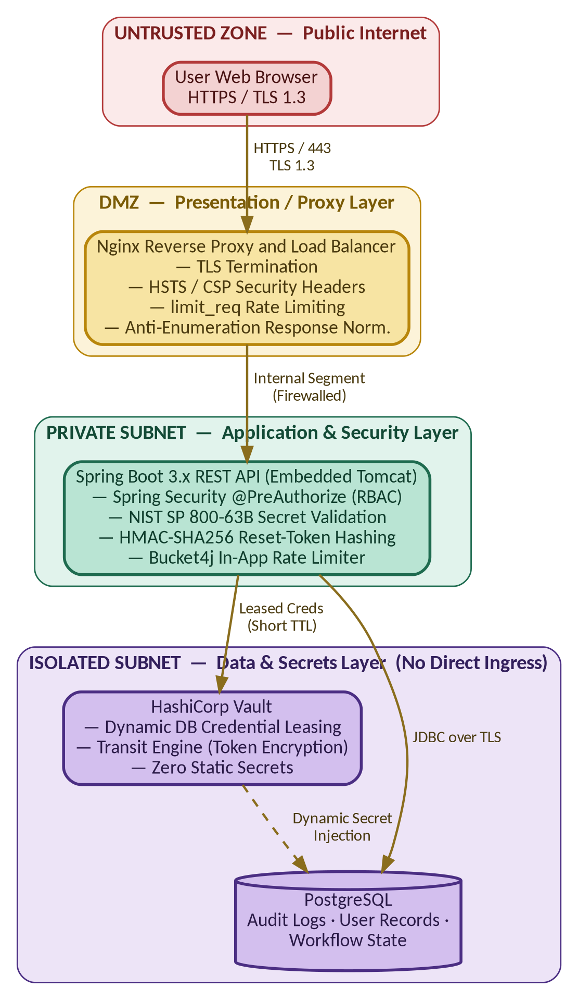 UNTRUSTED ZONE — Public Internet
User Web Browser
HTTPS / TLS 1.3
HTTPS / 443
TLS 1.3
DMZ — Presentation / Proxy Layer
Nginx Reverse Proxy and Load Balancer
— TLS Termination
— HSTS / CSP Security Headers
— limit_req Rate Limiting
— Anti-Enumeration Response Norm.
Internal Segment
(Firewalled)
PRIVATE SUBNET — Application & Security Layer
Spring Boot 3.x REST API (Embedded Tomcat)
— Spring Security @PreAuthorize (RBAC)
— NIST SP 800-63B Secret Validation
— HMAC-SHA256 Reset-Token Hashing
— Bucket4j In-App Rate Limiter
Leased Creds
(Short TTL)
ISOLATED SUBNET — Data & Secrets Layer (No Direct Ingress)
HashiCorp Vault
— Dynamic DB Credential Leasing
— Transit Engine (Token Encryption)
— Zero Static Secrets
JDBC over TLS
Dynamic Secret
Injection
PostgreSQL
Audit Logs · User Records ·
Workflow State